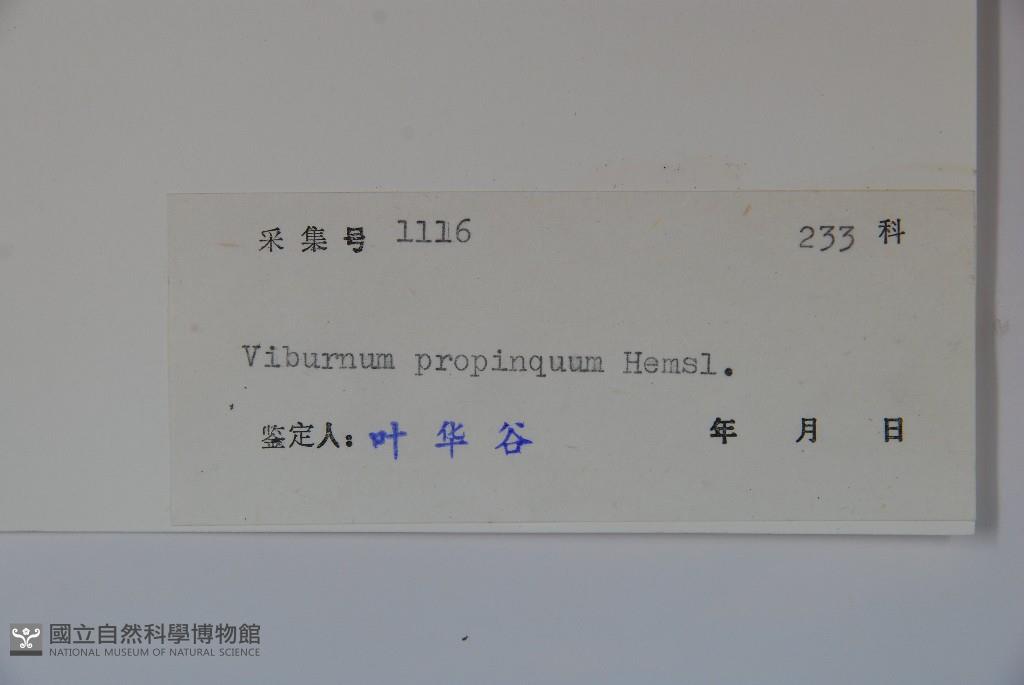 采集号 1116 233 科
Viburnum propinquum Hemsl.
鉴定人: 叶华谷 年 月 日
國立自然科學博物館
NATIONAL MUSEUM OF NATURAL SCIENCE